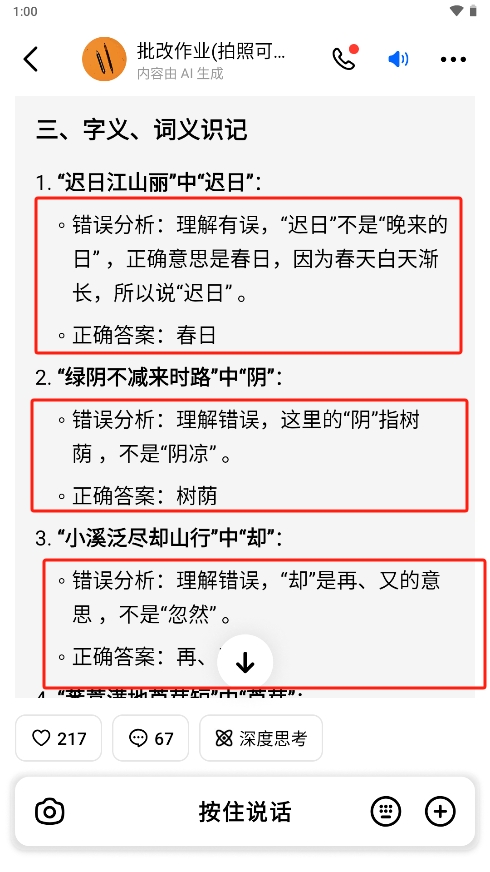 1:00
批改作业(拍照可...
内容由 AI 生成
三、字义、词义识记
1. “迟日江山丽”中“迟日”：
错误分析：理解有误，“迟日”不是“晚来的
日”，正确意思是春日，因为春天白天渐
长，所以说“迟日”。
正确答案：春日
2. “绿阴不减来时路”中“阴”：
错误分析：理解错误，这里的“阴”指树
荫，不是“阴凉”。
正确答案：树荫
3. “小溪泛尽却山行”中“却”：
错误分析：理解错误，“却”是再、又的意
思，不是“忽然”。
正确答案：再、
217
67
深度思考
按住说话